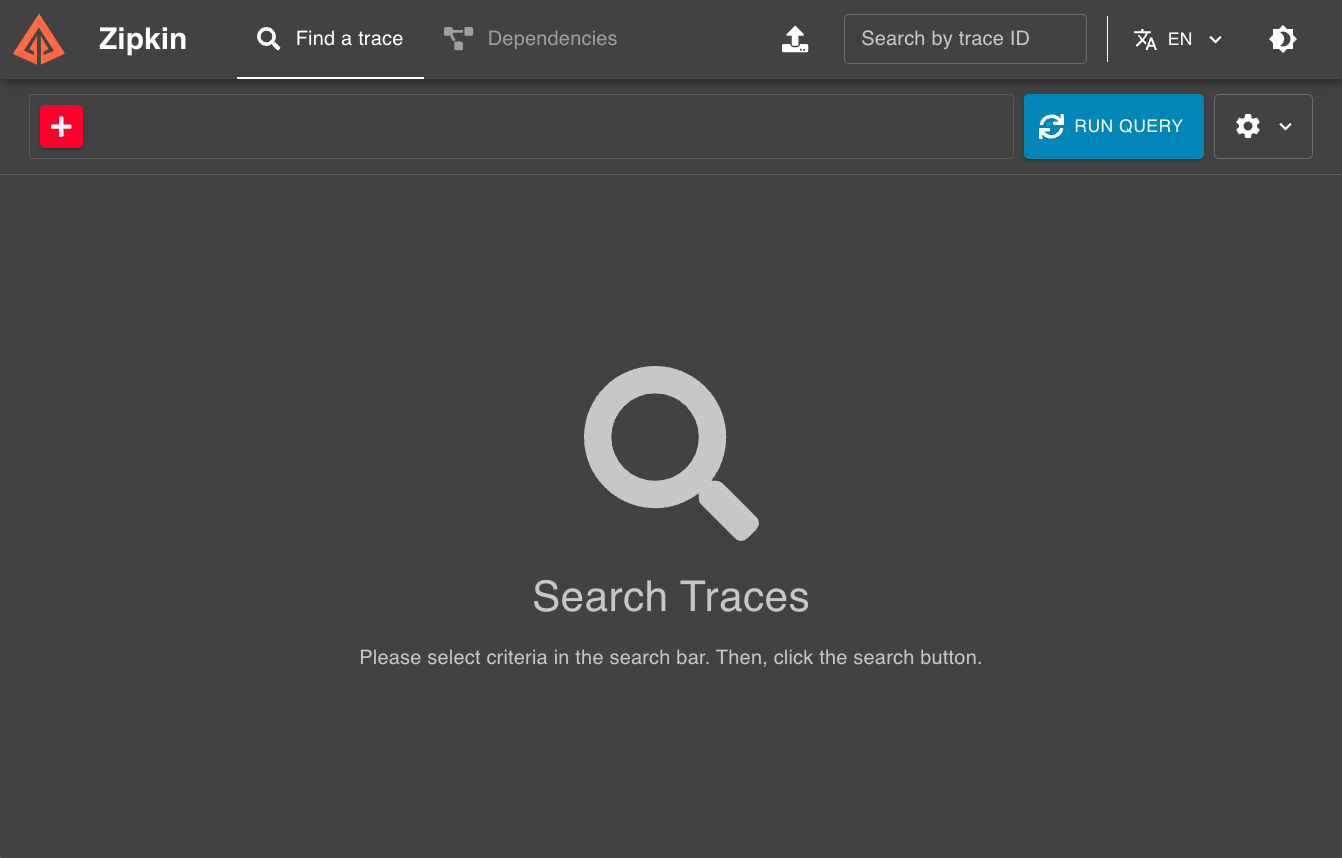 Zipkin
Find a trace
Dependencies
Search by trace ID
EN
RUN QUERY
Search Traces
Please select criteria in the search bar. Then, click the search button.